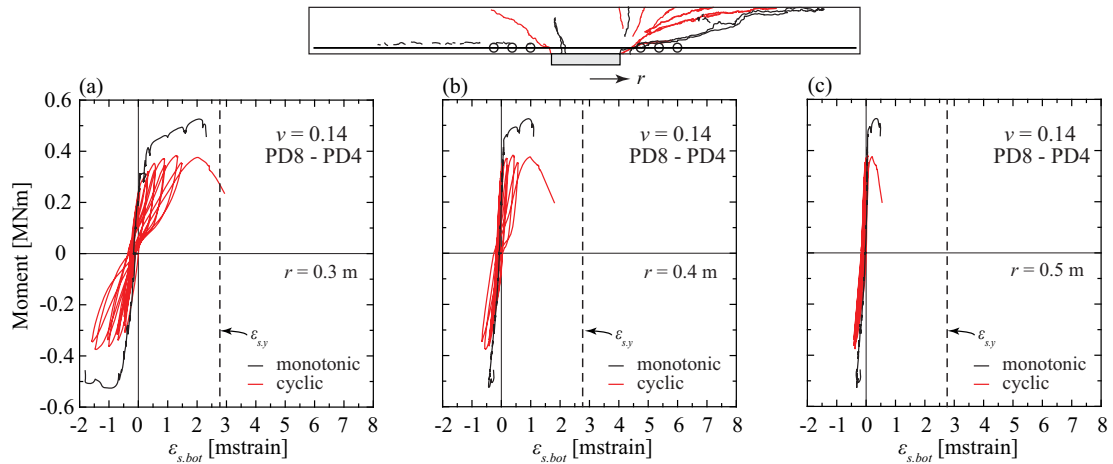 r
(a)
0.6
0.4
0.2
0
-0.2
-0.4
-0.6
Moment [MNm]
ν = 0.14
PD8 - PD4
r = 0.3 m
εs,y
monotonic
cyclic
-2 -1 0 1 2 3 4 5 6 7 8
εs,bot [mstrain]
(b)
ν = 0.14
PD8 - PD4
r = 0.4 m
εs,y
monotonic
cyclic
-2 -1 0 1 2 3 4 5 6 7 8
εs,bot [mstrain]
(c)
ν = 0.14
PD8 - PD4
r = 0.5 m
εs,y
monotonic
cyclic
-2 -1 0 1 2 3 4 5 6 7 8
εs,bot [mstrain]